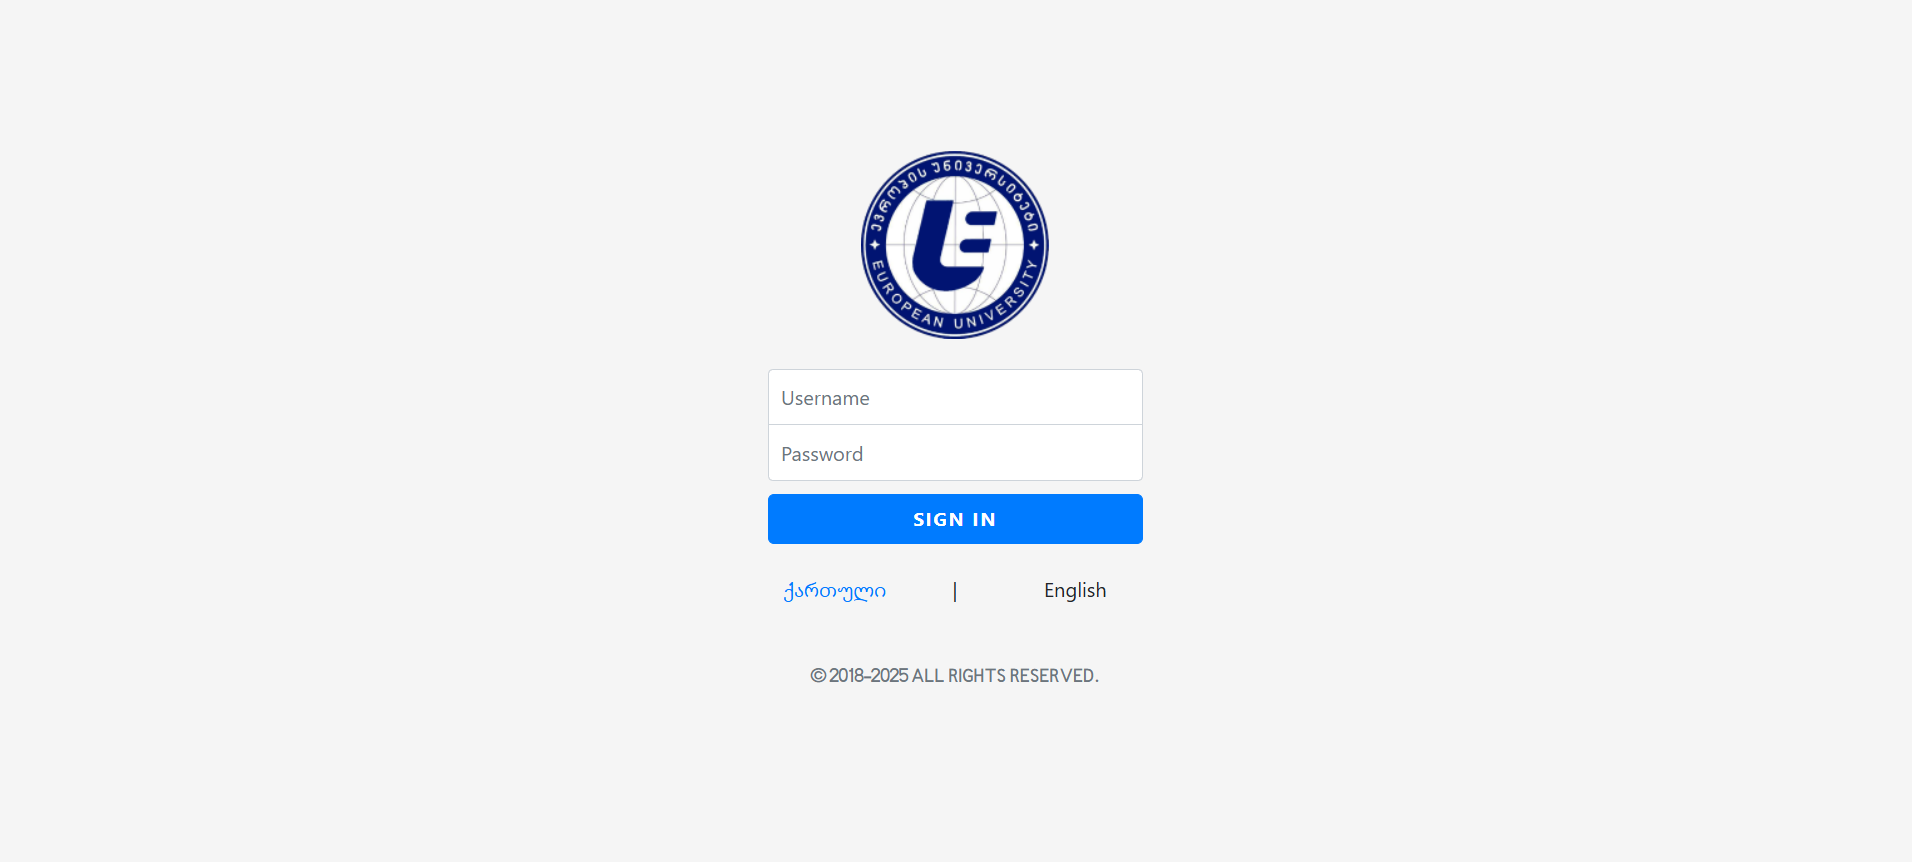 ევროპის უნივერსიტეტი
EUROPEAN UNIVERSITY
Username
Password
SIGN IN
ქართული | English
© 2018-2025 ALL RIGHTS RESERVED.